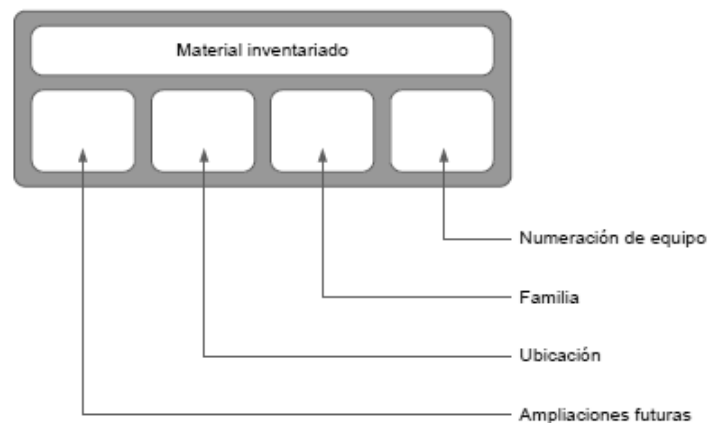 Material inventariado
Numeración de equipo
Familia
Ubicación
Ampliaciones futuras